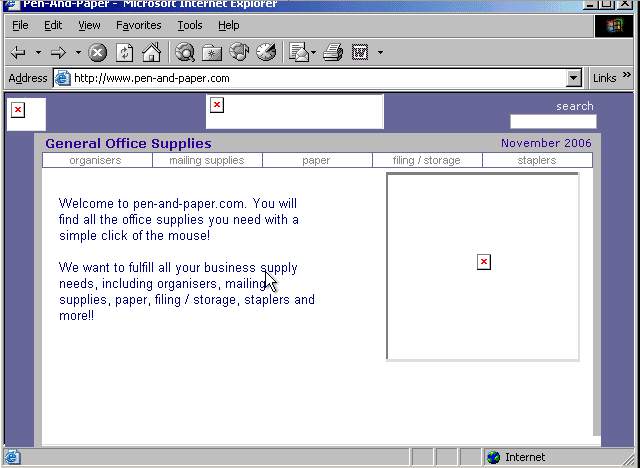 Pen-And-Paper - Microsoft Internet Explorer
File Edit View Favorites Tools Help
Address http://www.pen-and-paper.com Links »
search
General Office Supplies November 2006
organisers mailing supplies paper filing / storage staplers
Welcome to pen-and-paper.com. You will
find all the office supplies you need with a
simple click of the mouse!
We want to fulfill all your business supply
needs, including organisers, mailing
supplies, paper, filing / storage, staplers and
more!!
Internet